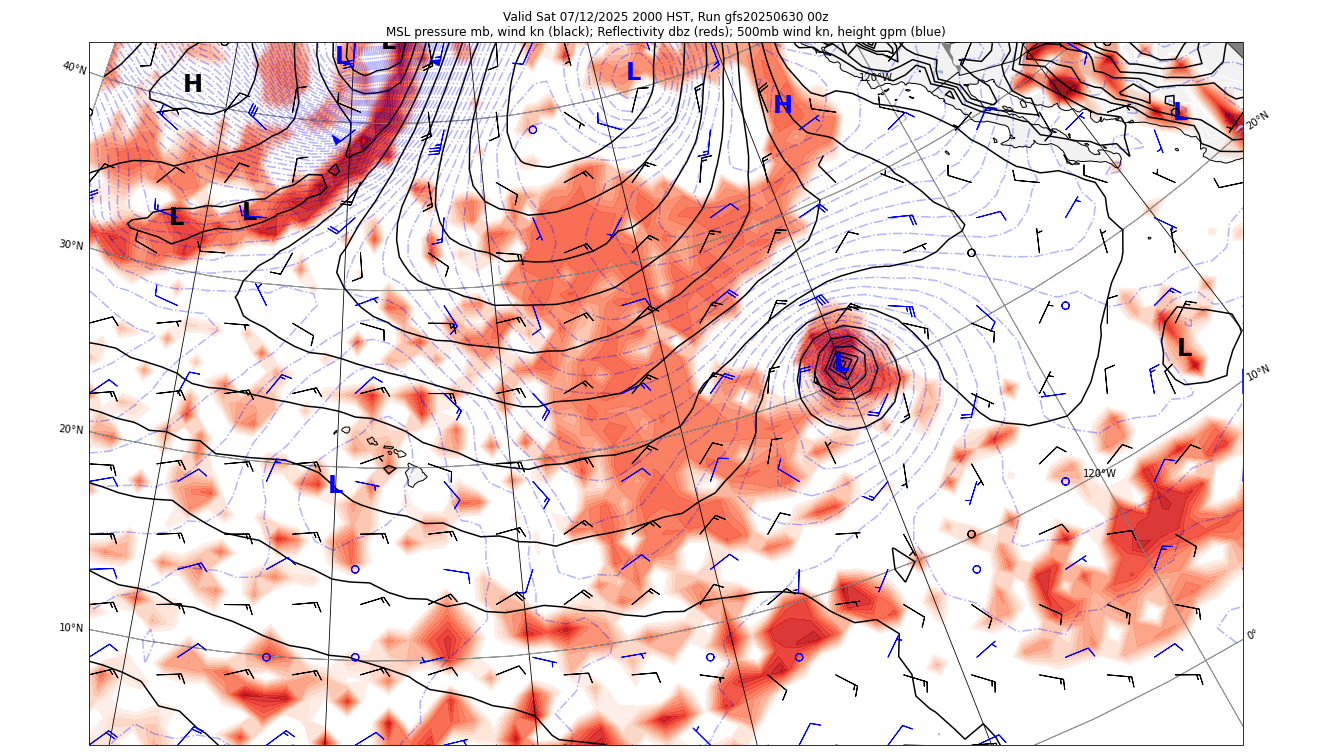 Valid Sat 07/12/2025 2000 HST, Run gfs20250630 00z
MSL pressure mb, wind kn (black); Reflectivity dbz (reds); 500mb wind kn, height gpm (blue)
L
L
40°N
L
120°W
H
H
L
20°N
L
L
30°N
L
L
10°N
20°N
120°W
L
10°N
0°